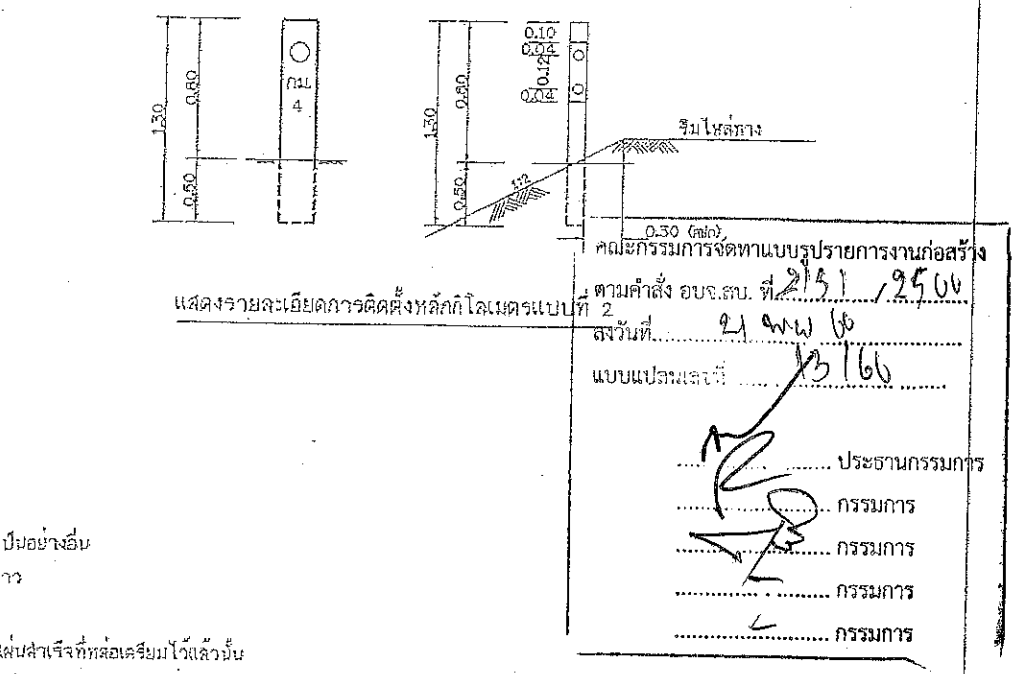 0.10
0.04
0.12
0.04
1.30
0.80
0.50
กม.
4
1.30
0.80
0.50
1:2
ริมไหล่ทาง
0.30 (min)
แสดงรายละเอียดการติดตั้งหลักกิโลเมตรแบบที่ 2
คณะกรรมการจัดทำแบบรูปรายการงานก่อสร้าง
ตามคำสั่ง อบจ.สบ. ที่
ลงวันที่ 21 พ.ย 66
แบบแปลนเลขที่ 13/66
ประธานกรรมการ
กรรมการ
กรรมการ
กรรมการ
กรรมการ
เป็นอย่างอื่น
แผ่นสำเร็จที่หล่อเตรียมไว้แล้วนั้น